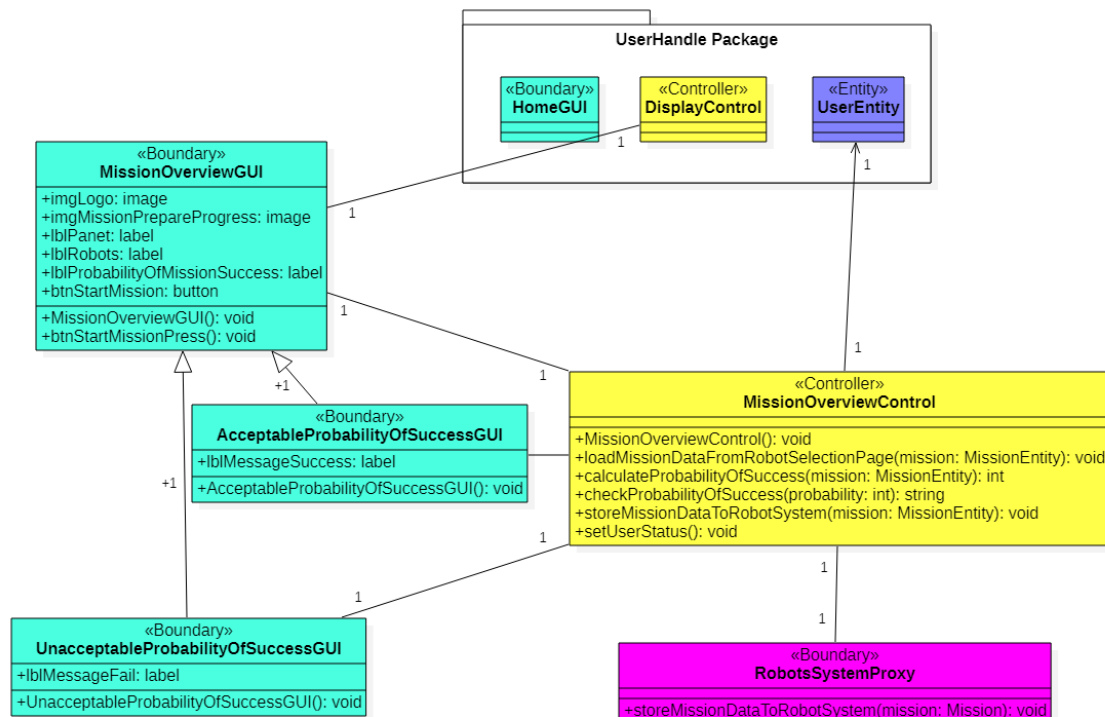 UserHandle Package
«Boundary»
HomeGUI
«Controller»
DisplayControl
«Entity»
UserEntity
1
1
1
«Boundary»
MissionOverviewGUI
+imgLogo: image
+imgMissionPrepareProgress: image
+lblPanet: label
+lblRobots: label
+lblProbabilityOfMissionSuccess: label
+btnStartMission: button
+MissionOverviewGUI(): void
+btnStartMissionPress(): void
1
1
1
+1
+1
«Boundary»
AcceptableProbabilityOfSuccessGUI
+lblMessageSuccess: label
+AcceptableProbabilityOfSuccessGUI(): void
«Controller»
MissionOverviewControl
+MissionOverviewControl(): void
+loadMissionDataFromRobotSelectionPage(mission: MissionEntity): void
+calculateProbabilityOfSuccess(mission: MissionEntity): int
+checkProbabilityOfSuccess(probability: int): string
+storeMissionDataToRobotSystem(mission: MissionEntity): void
+setUserStatus(): void
1
1
1
1
«Boundary»
UnacceptableProbabilityOfSuccessGUI
+lblMessageFail: label
+UnacceptableProbabilityOfSuccessGUI(): void
«Boundary»
RobotsSystemProxy
+storeMissionDataToRobotSystem(mission: Mission): void